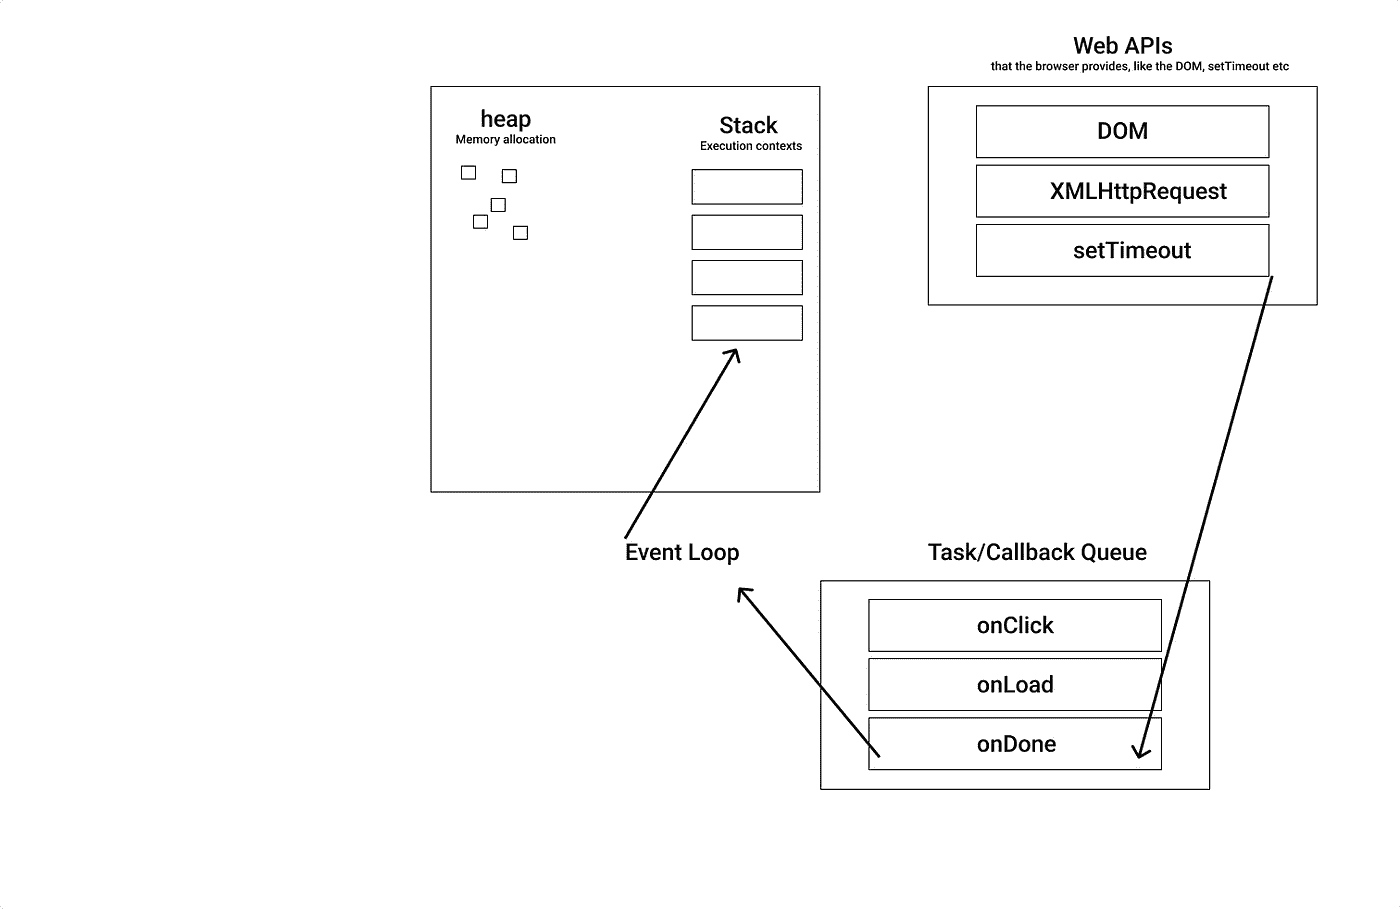 Web APIs
that the browser provides, like the DOM, setTimeout etc
heap
Memory allocation
Stack
Execution contexts
DOM
XMLHttpRequest
setTimeout
Event Loop
Task/Callback Queue
onClick
onLoad
onDone